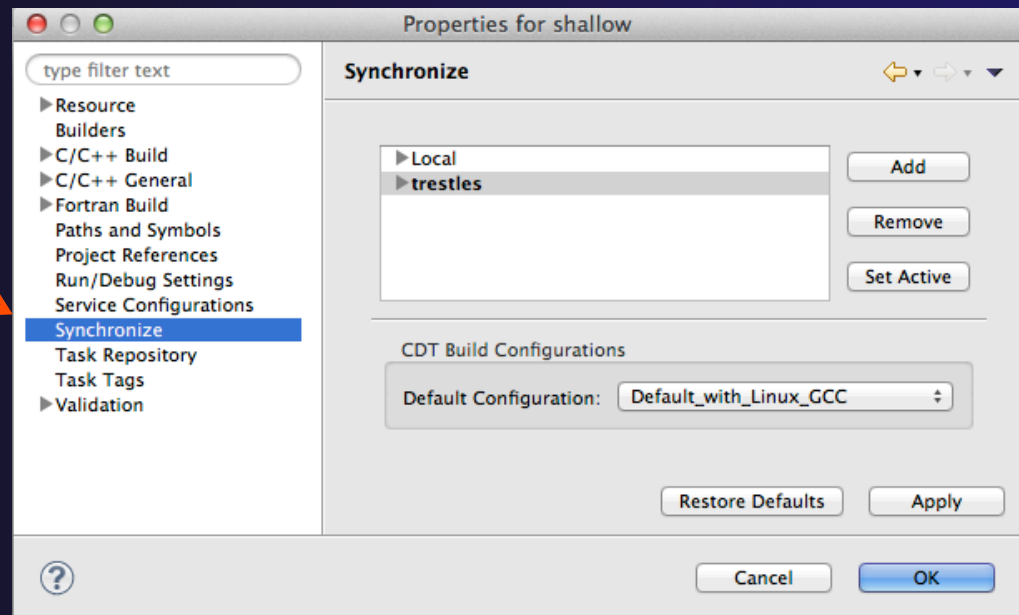 Properties for shallow
type filter text
Resource
Builders
C/C++ Build
C/C++ General
Fortran Build
Paths and Symbols
Project References
Run/Debug Settings
Service Configurations
Synchronize
Task Repository
Task Tags
Validation
Synchronize
Local
trestles
Add
Remove
Set Active
CDT Build Configurations
Default Configuration: Default_with_Linux_GCC
Restore Defaults Apply
? Cancel OK